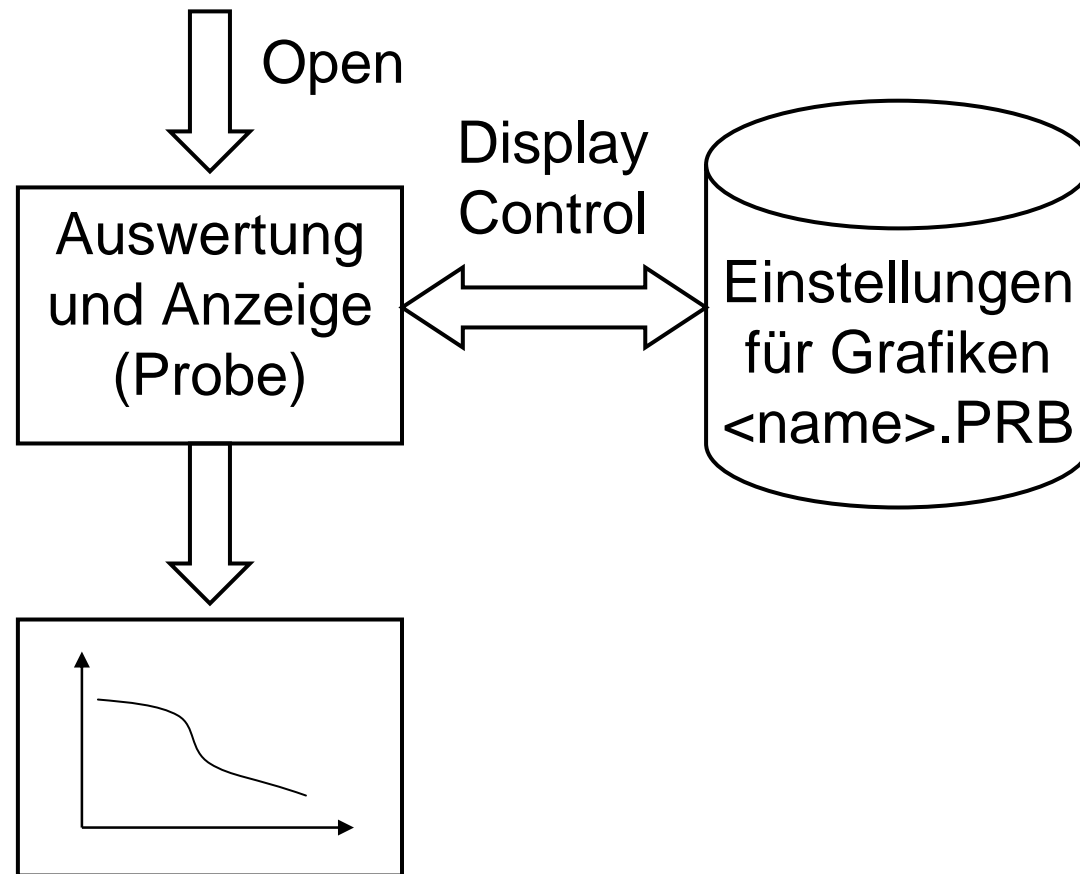 Open
Display
Control
Auswertung
und Anzeige
(Probe)
Einstellungen
für Grafiken
<name>.PRB